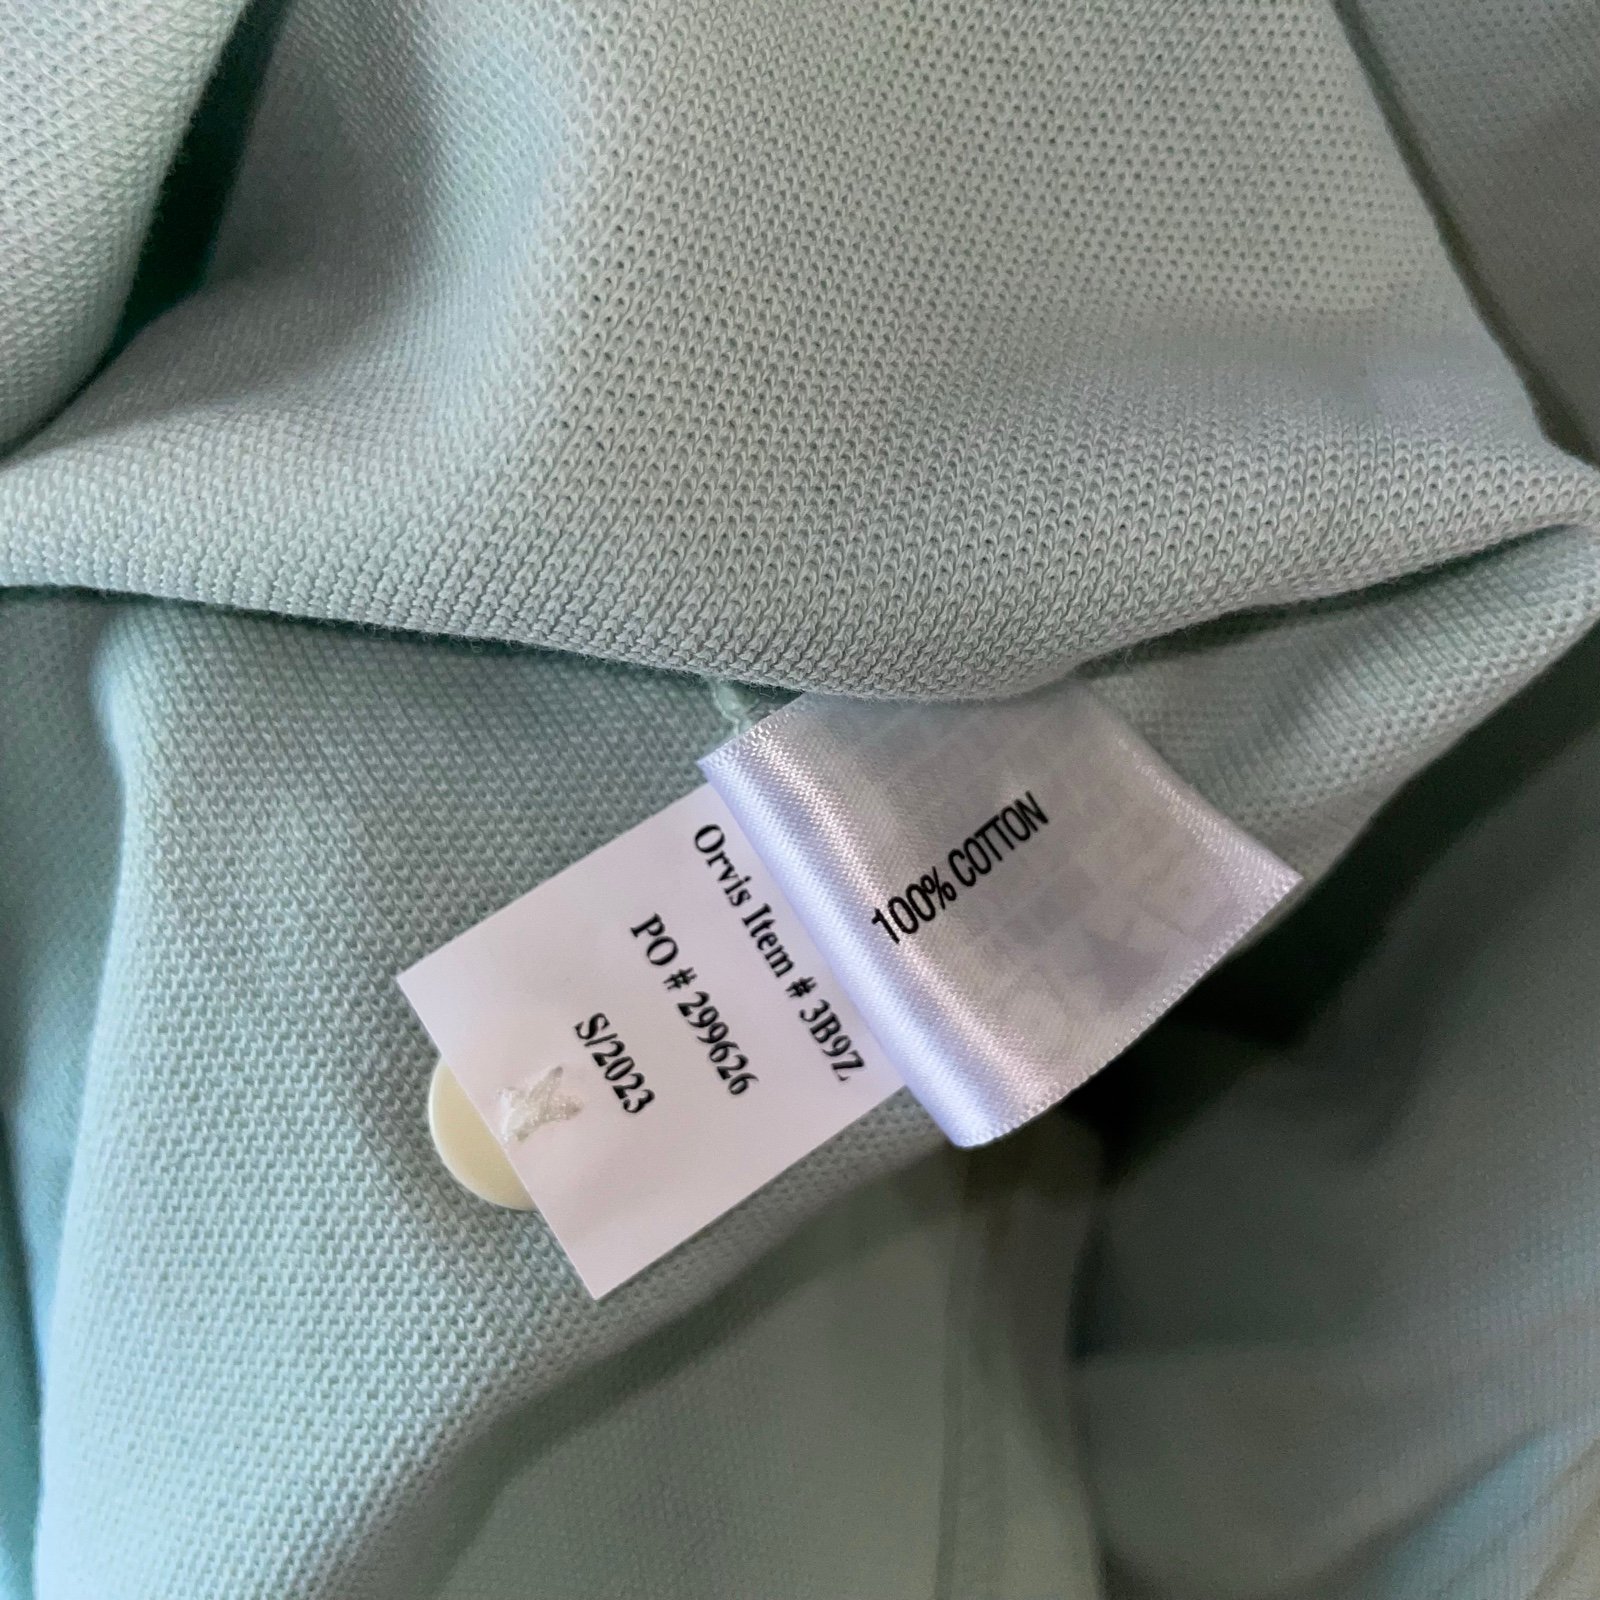 Orvis Item # 3B9Z
PO # 299626
S/2023
100% COTTON